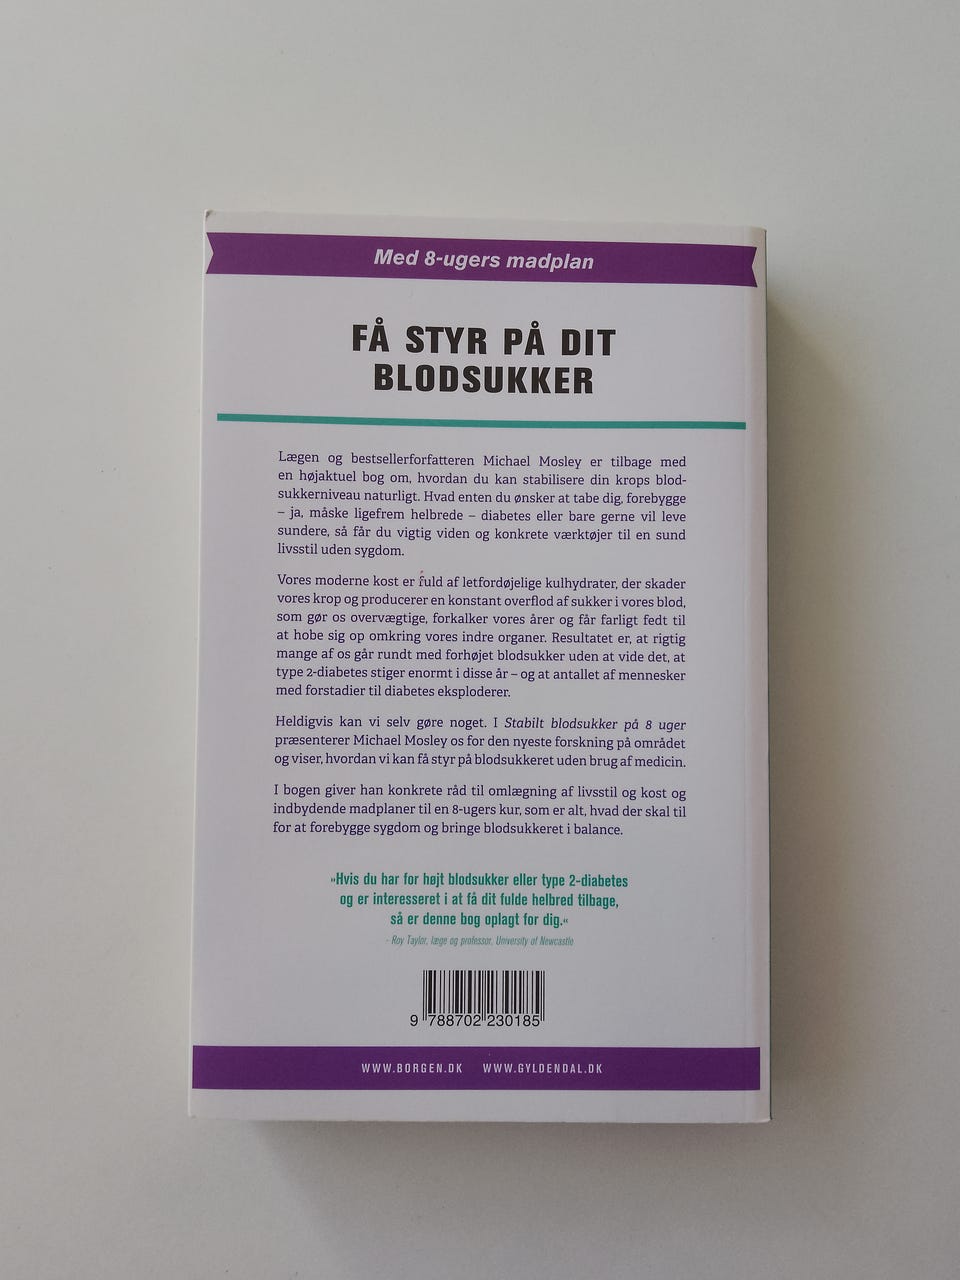 Med 8-ugers madplan
FÅ STYR PÅ DIT
BLODSUKKER
Lægen og bestsellerforfatteren Michael Mosley er tilbage med
en højaktuel bog om, hvordan du kan stabilisere din krops blod-
sukkerniveau naturligt. Hvad enten du ønsker at tabe dig, forebygge
– ja, måske ligefrem helbrede – diabetes eller bare gerne vil leve
sundere, så får du vigtig viden og konkrete værktøjer til en sund
livsstil uden sygdom.
Vores moderne kost er fuld af letfordøjelige kulhydrater, der skader
vores krop og producerer en konstant overflod af sukker i vores blod,
som gør os overvægtige, forkalker vores årer og får farligt fedt til
at hobe sig op omkring vores indre organer. Resultatet er, at rigtig
mange af os går rundt med forhøjet blodsukker uden at vide det, at
type 2-diabetes stiger enormt i disse år – og at antallet af mennesker
med forstadier til diabetes eksploderer.
Heldigvis kan vi selv gøre noget. I Stabilt blodsukker på 8 uger
præsenterer Michael Mosley os for den nyeste forskning på området
og viser, hvordan vi kan få styr på blodsukkeret uden brug af medicin.
I bogen giver han konkrete råd til omlægning af livsstil og kost og
indbydende madplaner til en 8-ugers kur, som er alt, hvad der skal til
for at forebygge sygdom og bringe blodsukkeret i balance.
»Hvis du har for højt blodsukker eller type 2-diabetes
og er interesseret i at få dit fulde helbred tilbage,
så er denne bog oplagt for dig.«
- Roy Taylor, læge og professor, University of Newcastle
9 788702 230185
WWW.BORGEN.DK WWW.GYLDENDAL.DK